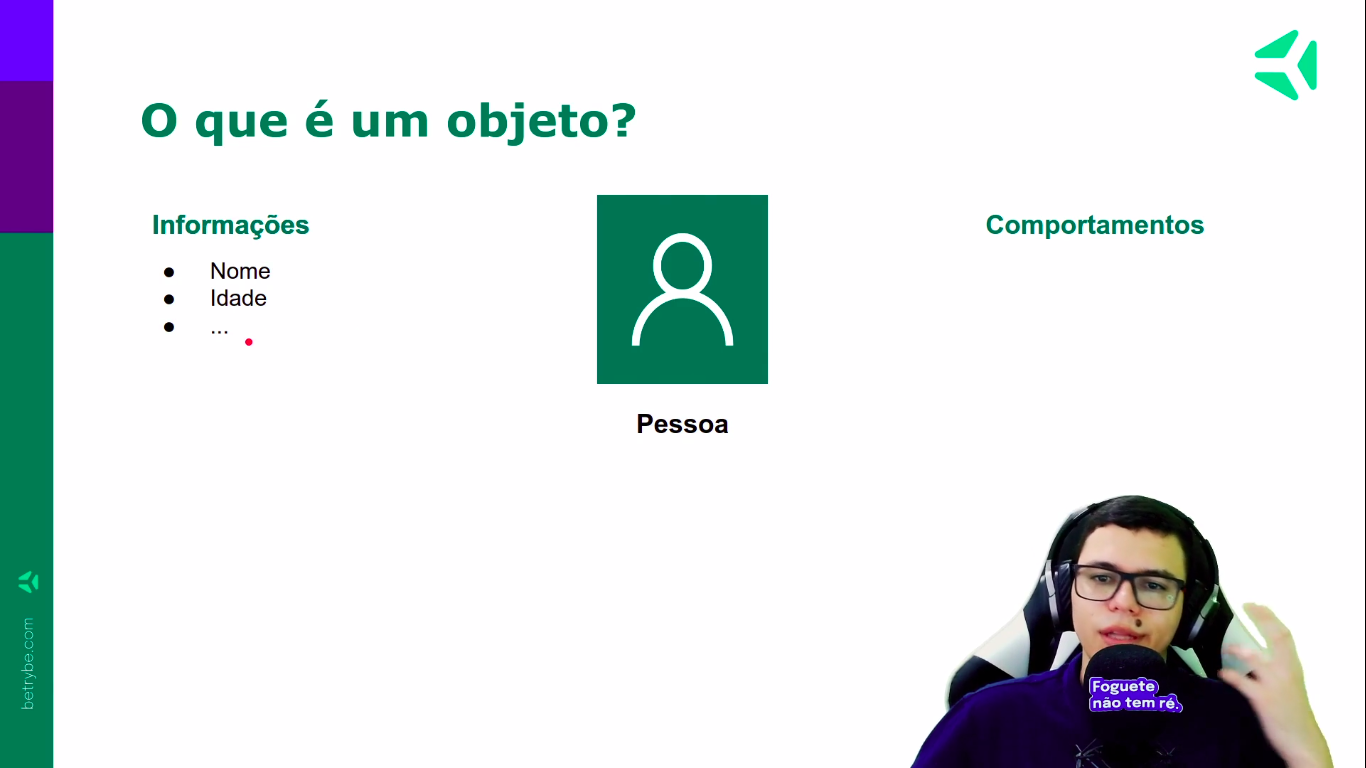 O que é um objeto?
Informações
● Nome
● Idade
● ...
Pessoa
Comportamentos
Foguete
não tem ré.
betrybe.com